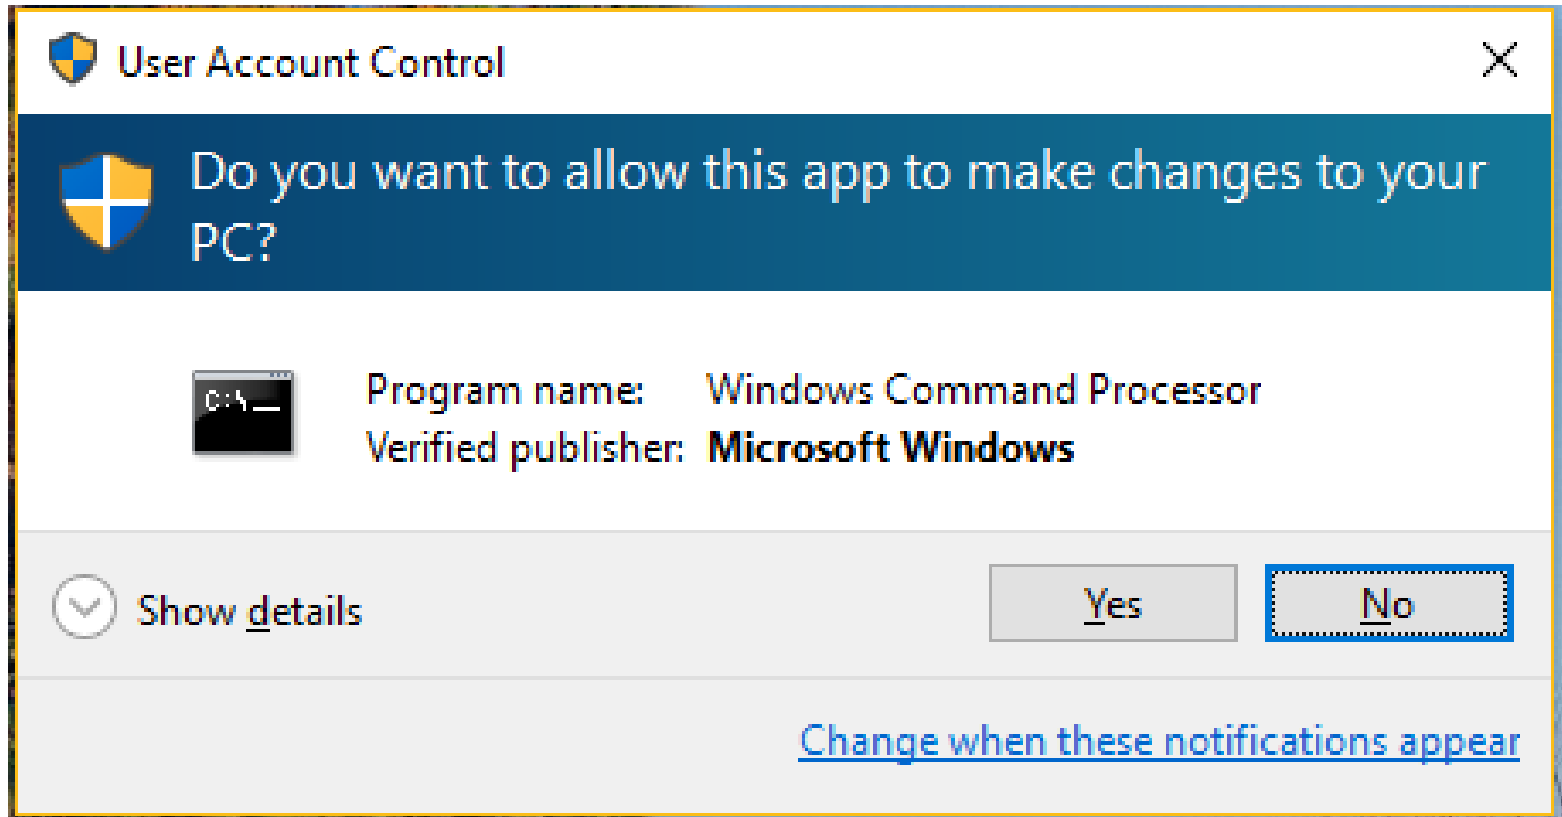 User Account Control
Do you want to allow this app to make changes to your
PC?
C:\
Program name: Windows Command Processor
Verified publisher: Microsoft Windows
Show details
Yes
No
Change when these notifications appear